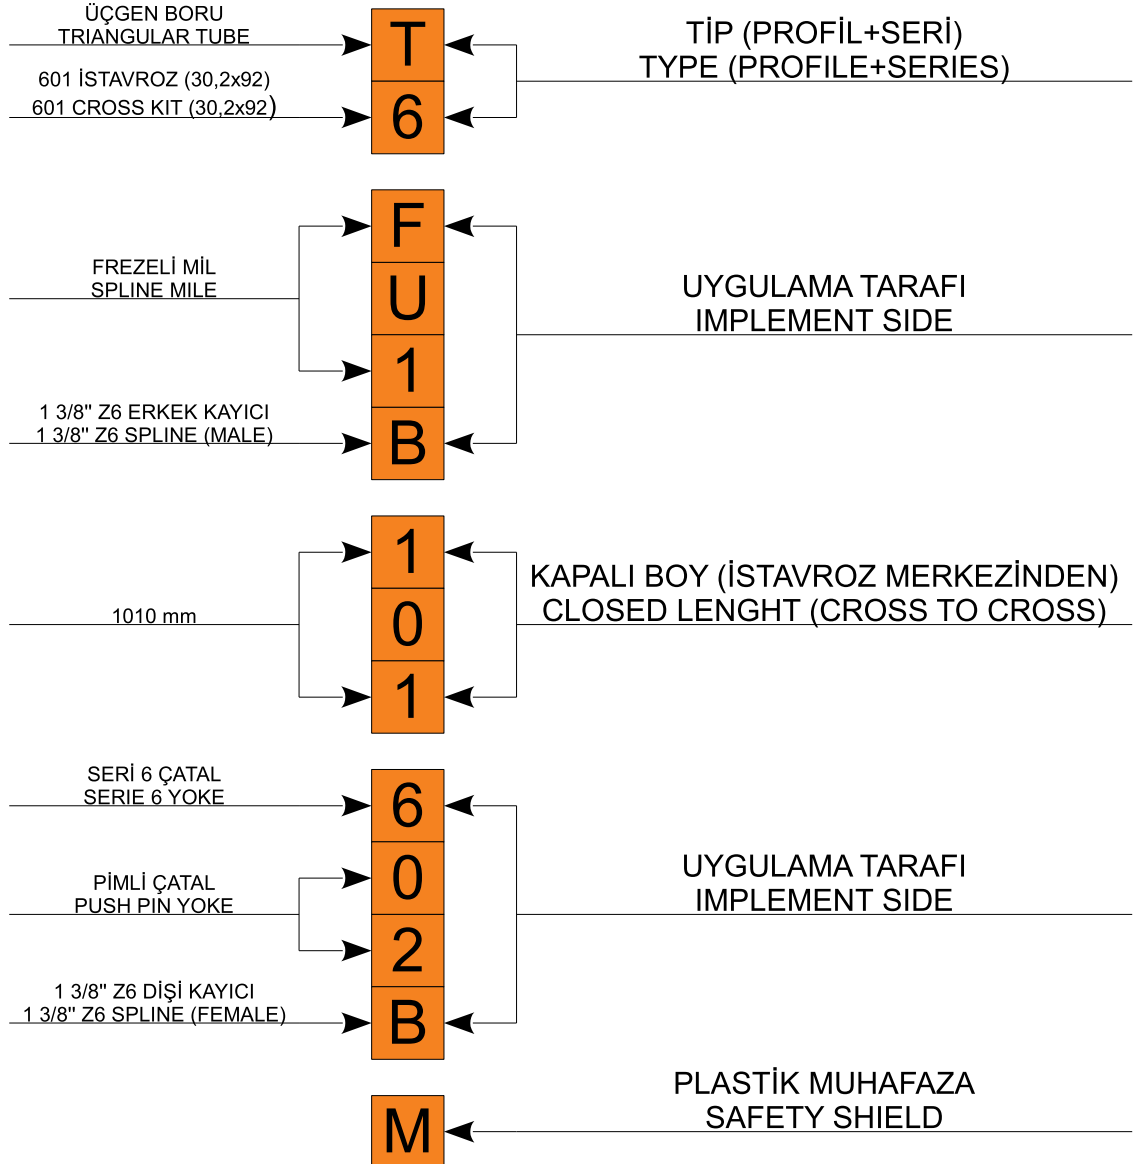 ÜÇGEN BORU
TRIANGULAR TUBE
T
TİP (PROFİL+SERİ)
TYPE (PROFILE+SERIES)
601 İSTAVROZ (30,2x92)
601 CROSS KIT (30,2x92)
6
F
FREZELİ MİL
SPLINE MILE
U
UYGULAMA TARAFI
IMPLEMENT SIDE
1
1 3/8" Z6 ERKEK KAYICI
1 3/8" Z6 SPLINE (MALE)
B
1
KAPALI BOY (İSTAVROZ MERKEZİNDEN)
CLOSED LENGHT (CROSS TO CROSS)
1010 mm
0
1
SERİ 6 ÇATAL
SERIE 6 YOKE
6
PİMLİ ÇATAL
PUSH PIN YOKE
0
UYGULAMA TARAFI
IMPLEMENT SIDE
2
1 3/8" Z6 DİŞİ KAYICI
1 3/8" Z6 SPLINE (FEMALE)
B
PLASTİK MUHAFAZA
SAFETY SHIELD
M